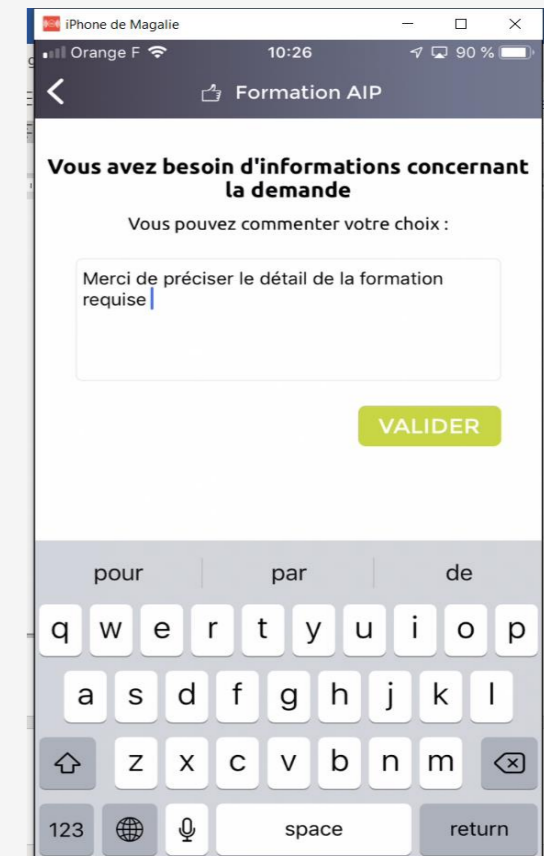 iPhone de Magalie
Orange F 10:26 90 %
Formation AIP
Vous avez besoin d'informations concernant
la demande
Vous pouvez commenter votre choix :
Merci de préciser le détail de la formation
requise
VALIDER
pour par de
q w e r t y u i o p
a s d f g h j k l
z x c v b n m
123 space return